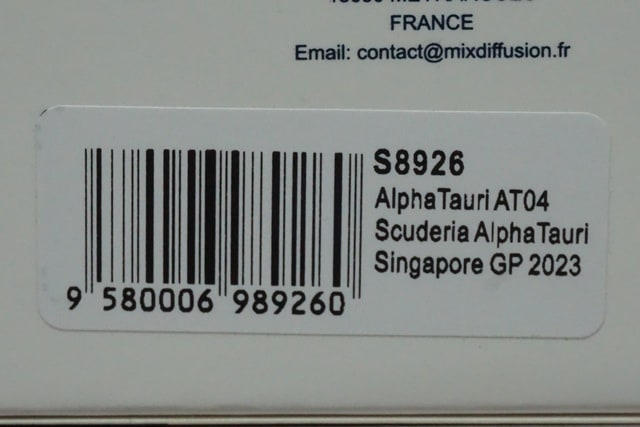 FRANCE
Email: contact@mixdiffusion.fr
S8926
AlphaTauri AT04
Scuderia AlphaTauri
Singapore GP 2023
9 580006 989260